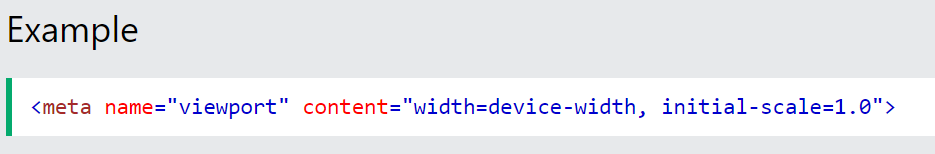 Example
<meta name="viewport" content="width=device-width, initial-scale=1.0">